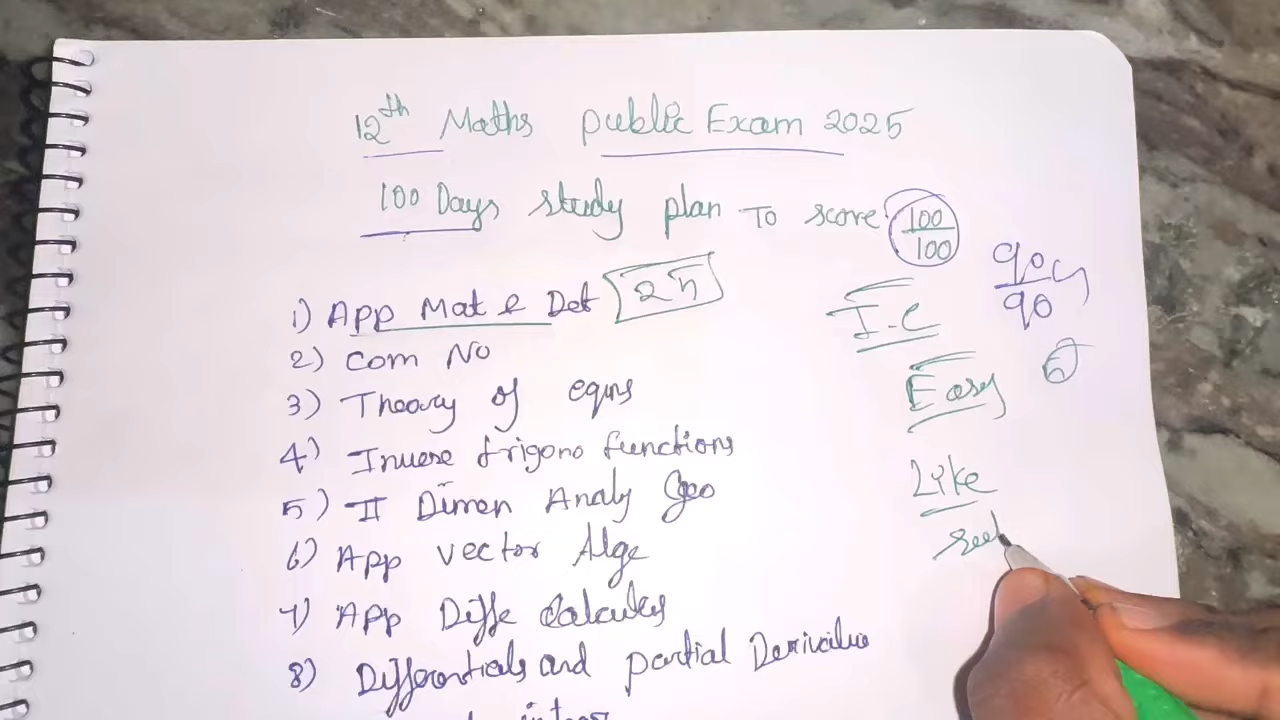 12th Maths public Exam 2025
100 Days study plan To score 100/100
90/90
1) App Mat & Det 25
I.C
2) Com No
Easy
3) Theory of eqns
4) Inverse trigono functions
Like
5) II Dimen Analy Geo
6) App vector Alge
7) App Diffe Calculus
8) Differentials and partial Derivative